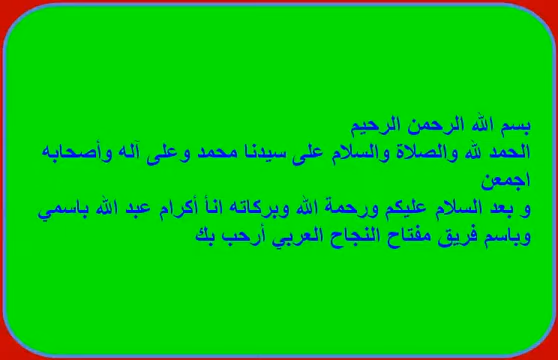 بسم الله الرحمن الرحيم
الحمد لله والصلاة والسلام على سيدنا محمد وعلى آله وأصحابه
اجمعن
و بعد السلام عليكم ورحمة الله وبركاته انأ أكرام عبد الله باسمي
وباسم فريق مفتاح النجاح العربي أرحب بك